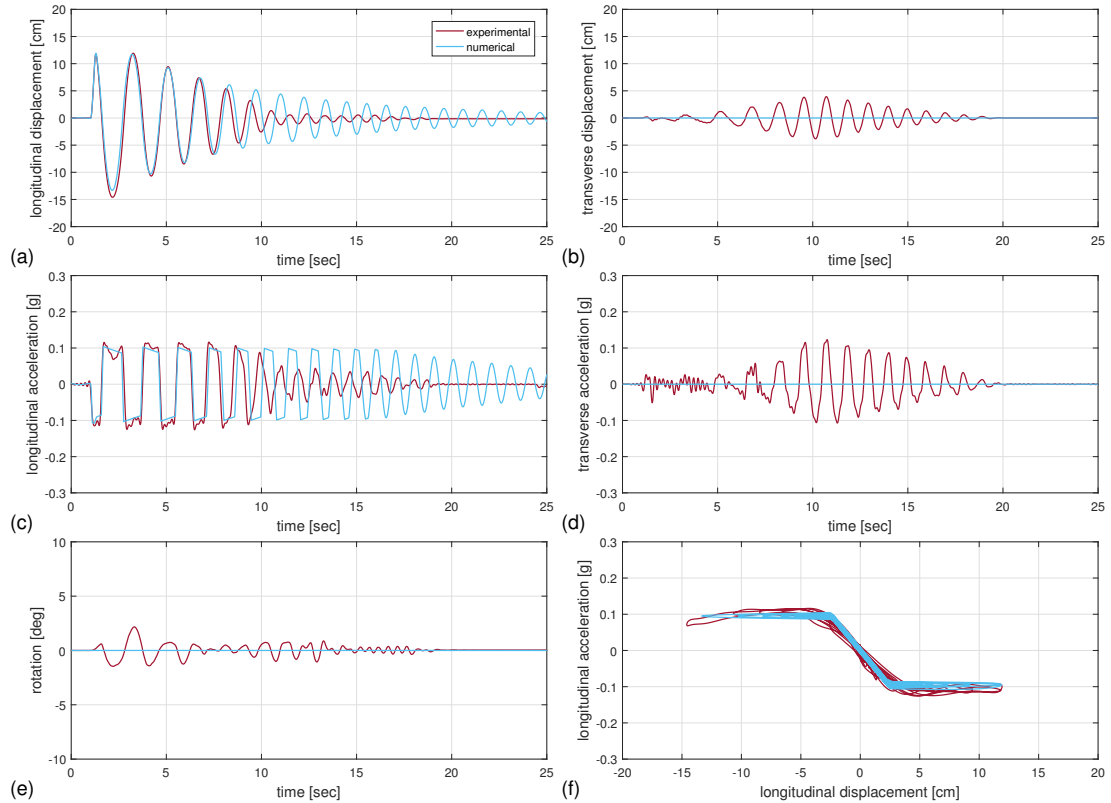 20
15
10
5
0
-5
-10
-15
-20
longitudinal displacement [cm]
experimental
numerical
0 5 10 15 20 25
time [sec]
(a)
20
15
10
5
0
-5
-10
-15
-20
transverse displacement [cm]
0 5 10 15 20 25
time [sec]
(b)
0.3
0.2
0.1
0
-0.1
-0.2
-0.3
longitudinal acceleration [g]
0 5 10 15 20 25
time [sec]
(c)
0.3
0.2
0.1
0
-0.1
-0.2
-0.3
transverse acceleration [g]
0 5 10 15 20 25
time [sec]
(d)
10
5
0
-5
-10
rotation [deg]
0 5 10 15 20 25
time [sec]
(e)
0.3
0.2
0.1
0
-0.1
-0.2
-0.3
longitudinal acceleration [g]
-20 -15 -10 -5 0 5 10 15 20
longitudinal displacement [cm]
(f)